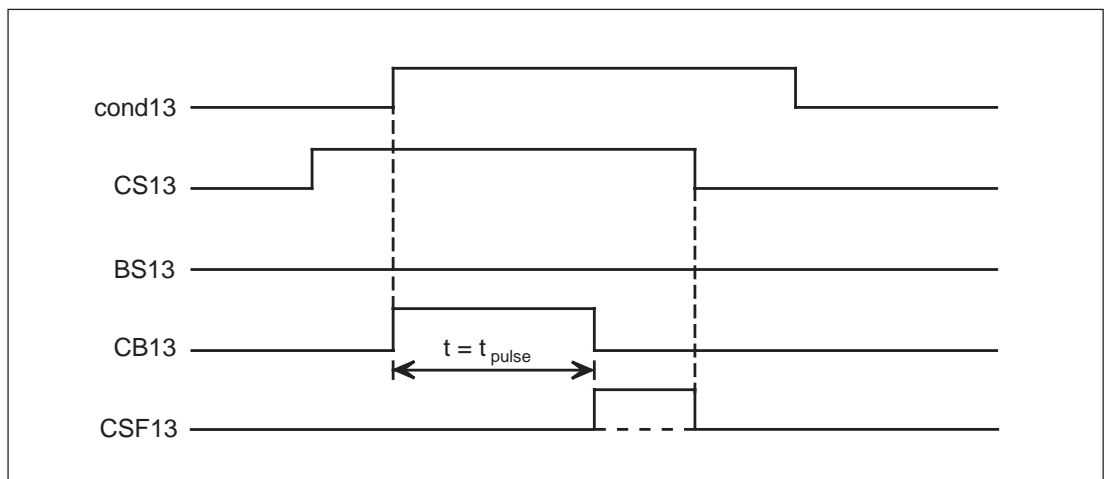 cond13
CS13
BS13
CB13
t = t pulse
CSF13